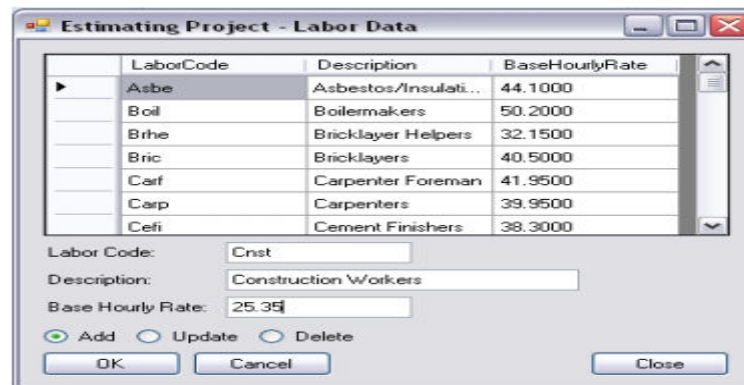 Estimating Project - Labor Data
LaborCode Description BaseHourlyRate
Asbe Asbestos/Insulati... 44.1000
Boil Boilermakers 50.2000
Brhe Bricklayer Helpers 32.1500
Bric Bricklayers 40.5000
Carf Carpenter Foreman 41.9500
Carp Carpenters 39.9500
Cefi Cement Finishers 38.3000
Labor Code: Cnst
Description: Construction Workers
Base Hourly Rate: 25.35
Add Update Delete
OK Cancel Close